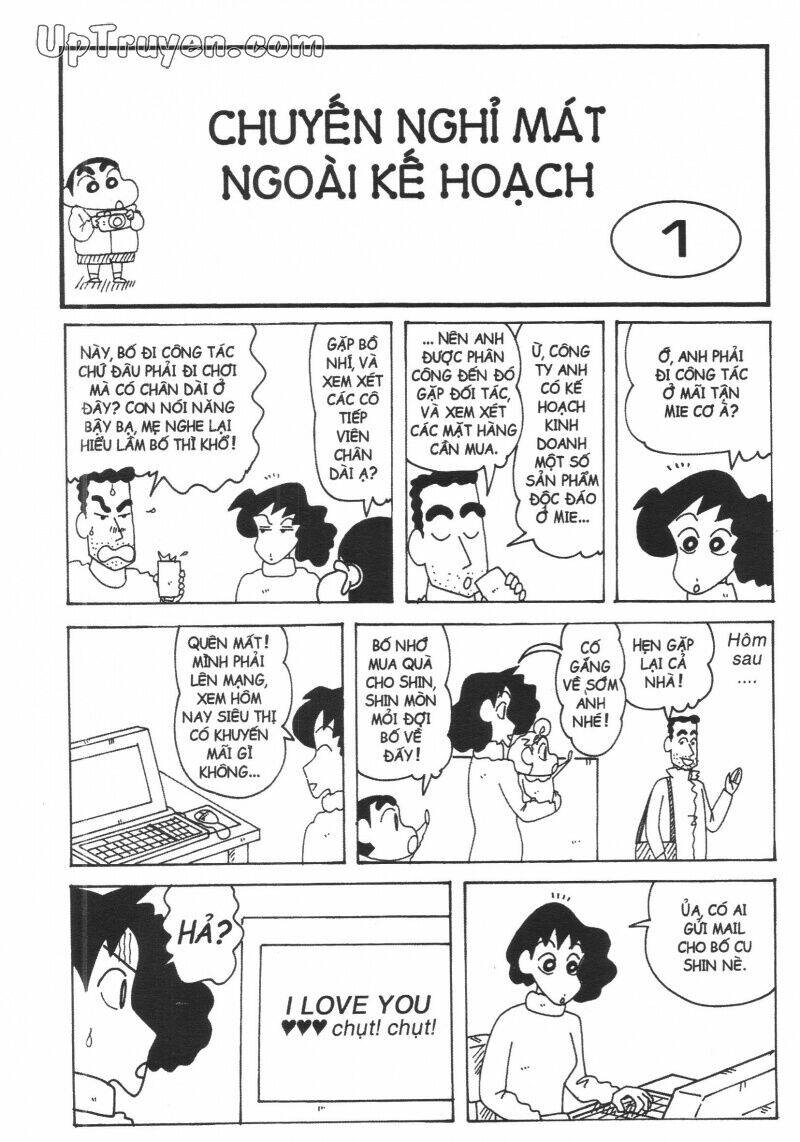 UpTruyen.com
CHUYẾN NGHỈ MÁT
NGOÀI KẾ HOẠCH
1
Ớ, ANH PHẢI
ĐI CÔNG TÁC
Ở MÃI TẬN
MIE CƠ À?
Ừ, CÔNG
TY ANH
CÓ KẾ
HOẠCH
KINH
DOANH
MỘT SỐ
SẢN PHẨM
ĐỘC ĐÁO
Ở MIE...
... NÊN ANH
ĐƯỢC PHÂN
CÔNG ĐẾN ĐÓ
GẶP ĐỐI TÁC,
VÀ XEM XÉT
CÁC MẶT HÀNG
CẦN MUA.
GẶP BỒ
NHÍ, VÀ
XEM XÉT
CÁC CÔ
TIẾP
VIÊN
CHÂN
DÀI Ạ?
NÀY, BỐ ĐI CÔNG TÁC
CHỨ ĐÂU PHẢI ĐI CHƠI
MÀ CÓ CHÂN DÀI Ở
ĐÂY? CON NÓI NĂNG
BẬY BẠ, MẸ NGHE LẠI
HIỂU LẦM BỐ THÌ KHỔ!
Hôm
sau
....
HẸN GẶP
LẠI CẢ
NHÀ!
CỐ
GẮNG
VỀ SỚM
ANH
NHÉ!
BỐ NHỚ
MUA QUÀ
CHO SHIN,
SHIN MÒN
MỎI ĐỢI
BỐ VỀ
ĐẤY!
QUÊN MẤT!
MÌNH PHẢI
LÊN MẠNG,
XEM HÔM
NAY SIÊU THỊ
CÓ KHUYẾN
MÃI GÌ
KHÔNG...
ỦA, CÓ AI
GỬI MAIL
CHO BỐ CU
SHIN NÈ.
I LOVE YOU
♥♥♥ chụt! chụt!
HẢ?